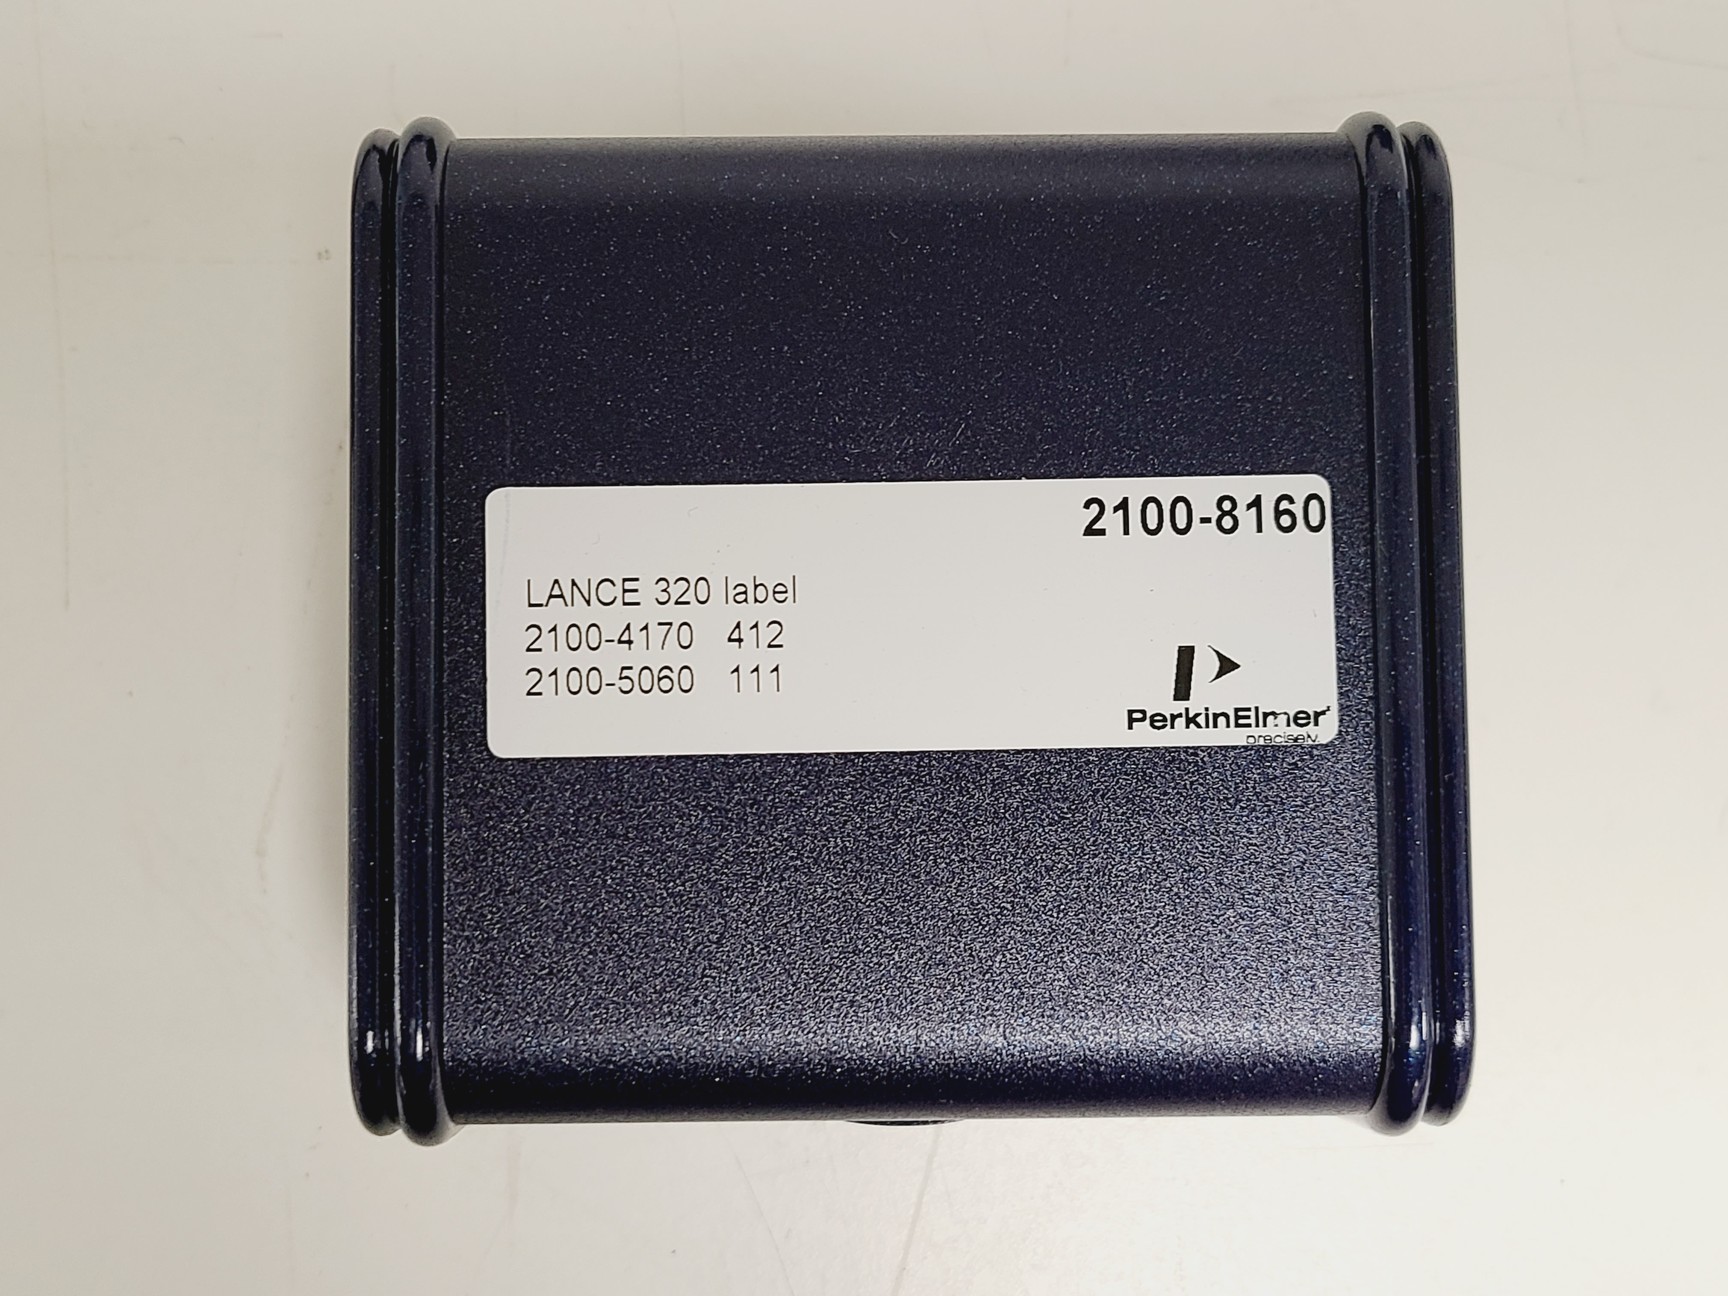 2100-8160
LANCE 320 label
2100-4170 412
2100-5060 111
PerkinElmer
precisely.